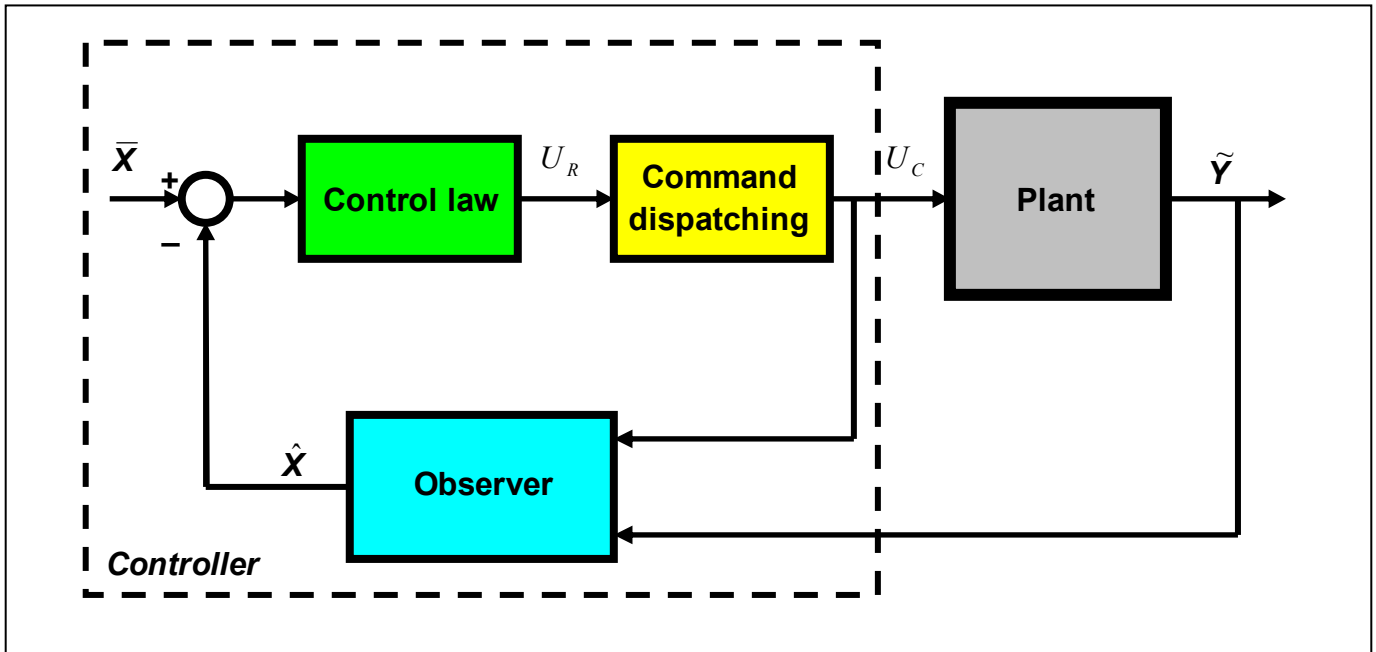 X̄
+
−
Control law
U_R
Command
dispatching
U_C
Plant
Ỹ
X̂
Observer
Controller